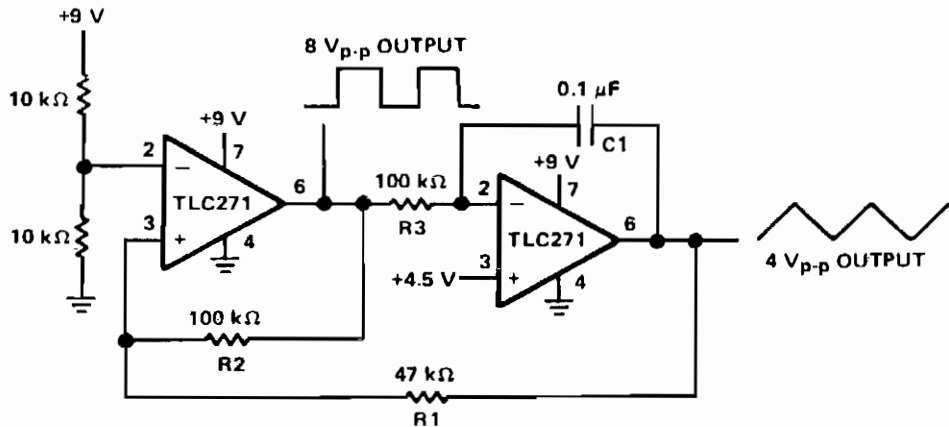 +9 V
8 Vp-p OUTPUT
0.1 μF
10 kΩ
+9 V
C1
2
7
−
100 kΩ
2
+9 V
7
−
TLC271
6
R3
TLC271
6
10 kΩ
3
+
4
+4.5 V
3
+
4
4 Vp-p OUTPUT
100 kΩ
R2
47 kΩ
R1